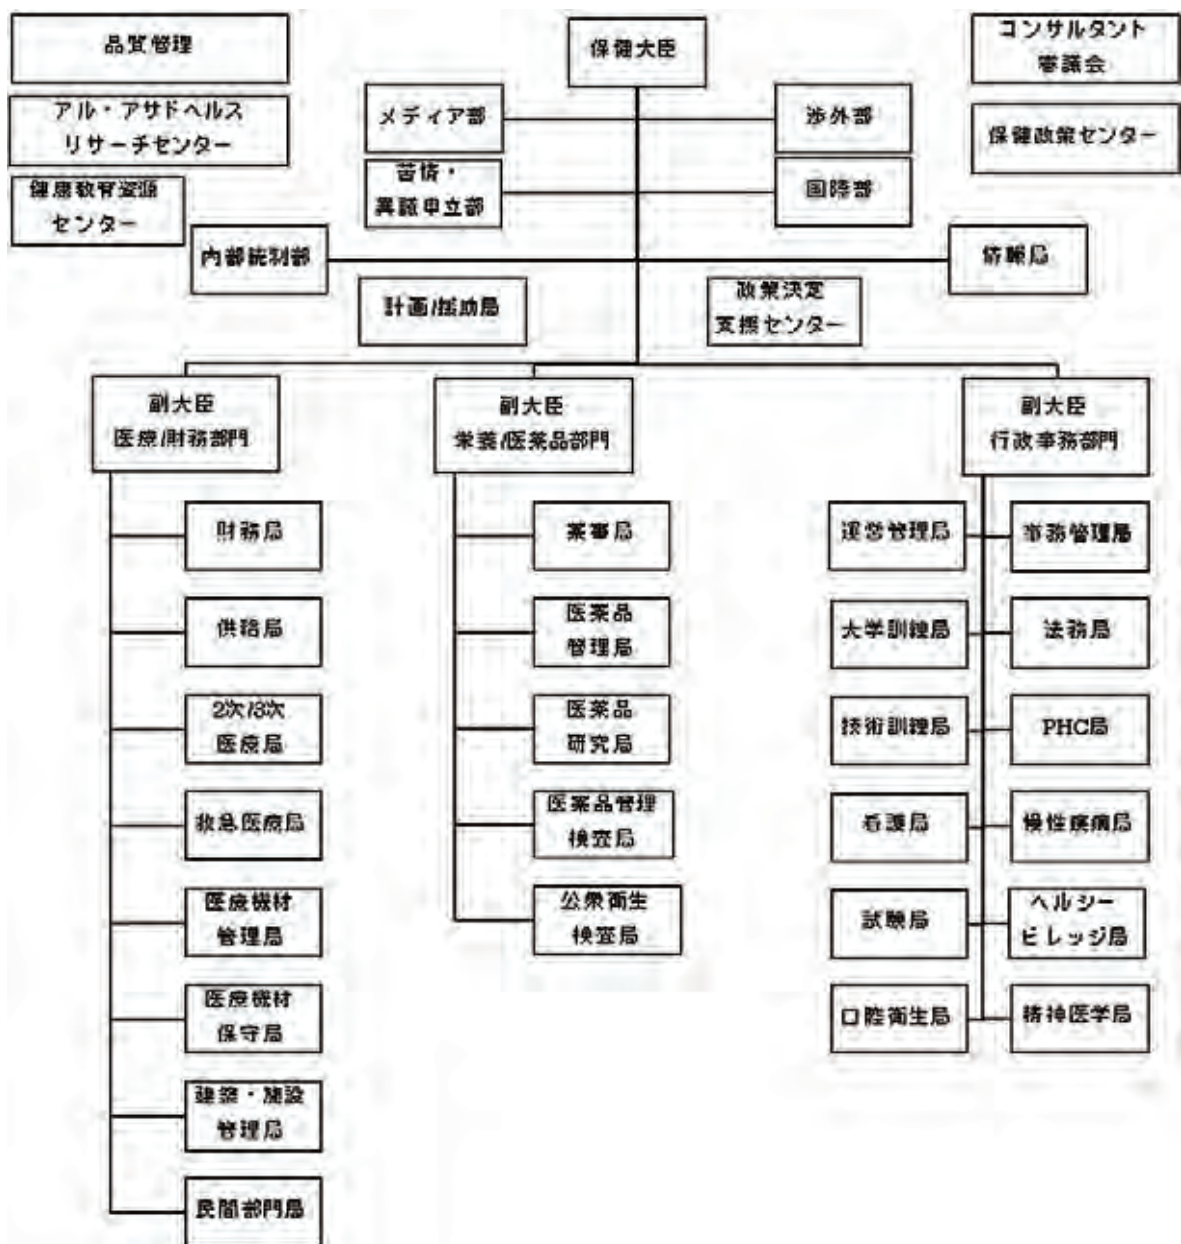 品質管理
保健大臣
コンサルタント
審議会
アル・アサドヘルス
リサーチセンター
メディア部
渉外部
保健政策センター
健康教育資源
センター
苦情・
異議申立部
国際部
内部統制部
情報局
計画/援助局
政策決定
支援センター
副大臣
医療/財務部門
副大臣
栄養/医薬品部門
副大臣
行政事務部門
財務局
供給局
2次/3次
医療局
救急医療局
医療機材
管理局
医療機材
保守局
建築・施設
管理局
民間部門局
薬事局
医薬品
管理局
医薬品
研究局
医薬品管理
検査局
公衆衛生
検査局
運営管理局
業務管理局
大学訓練局
法務局
技術訓練局
PHC局
看護局
慢性疾病局
試験局
ヘルシー
ビレッジ局
口腔衛生局
精神医学局